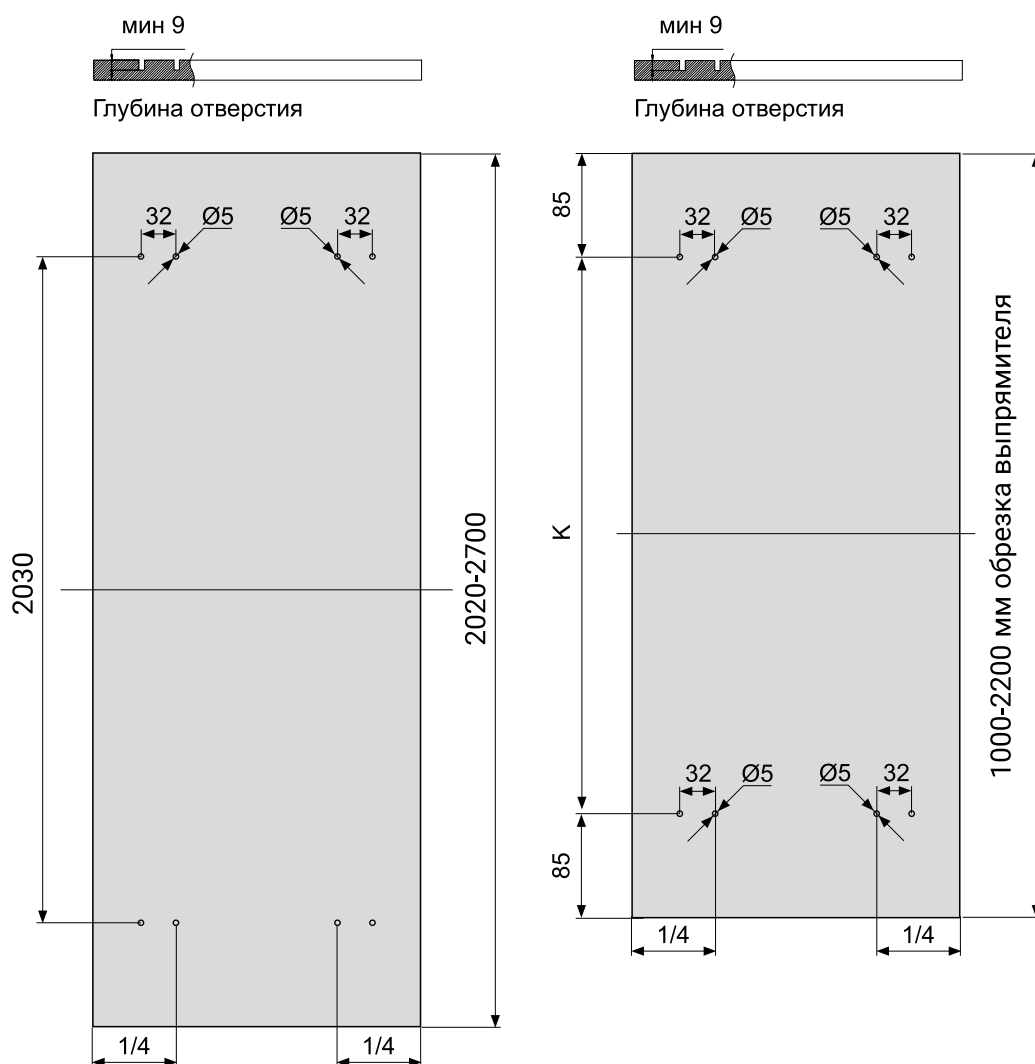 мин 9
Глубина отверстия
32
Ø5
Ø5
32
2030
2020-2700
1/4
1/4
мин 9
Глубина отверстия
85
32
Ø5
Ø5
32
K
1000-2200 мм обрезка выпрямителя
32
Ø5
Ø5
32
85
1/4
1/4